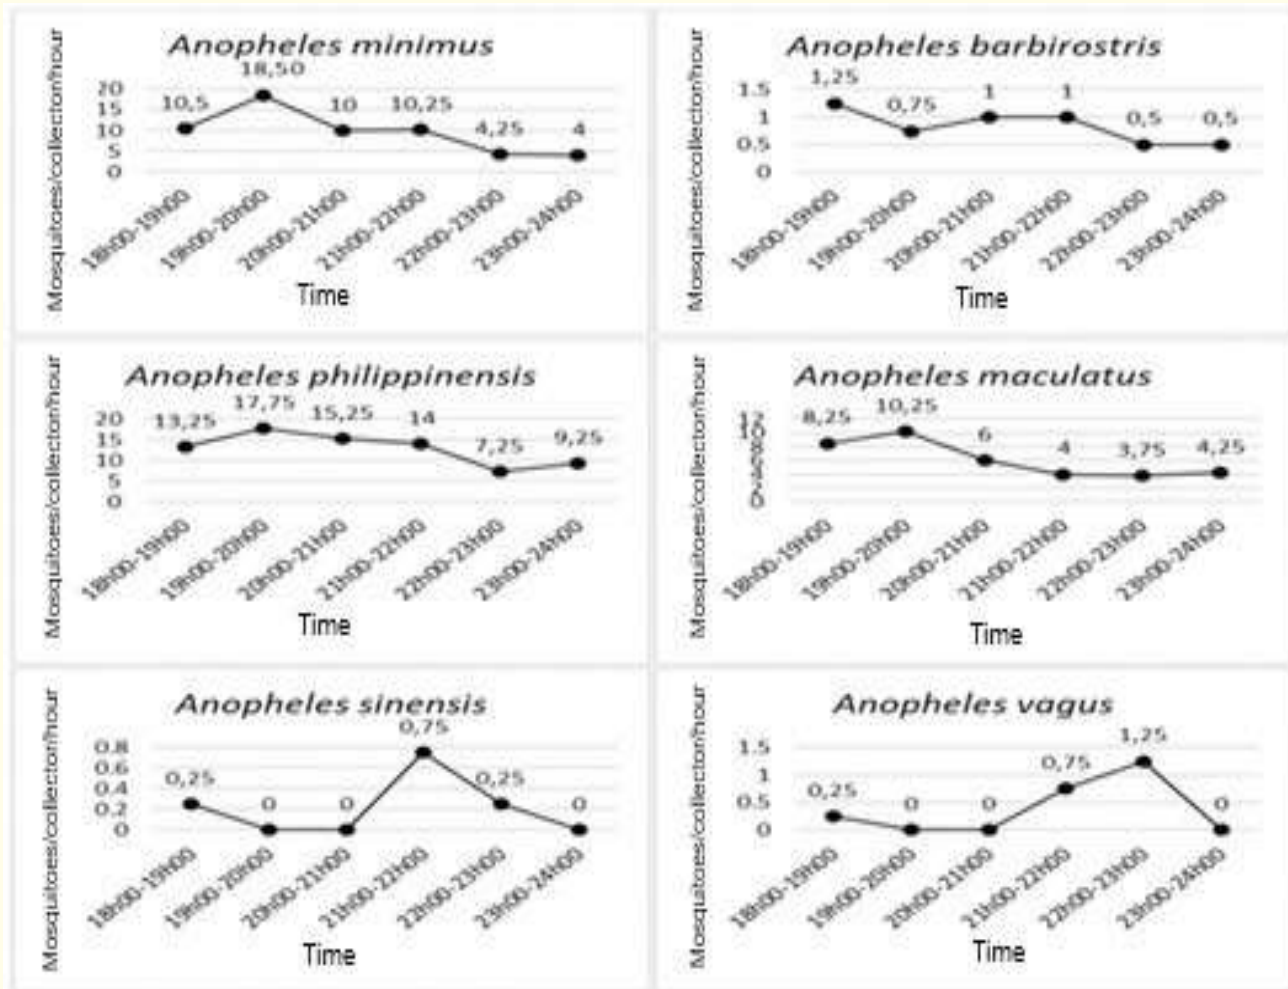 Anopheles minimus
Mosquitoes/collector/hour
20
15
10
5
0
10,5
18,50
10
10,25
4,25
4
18h00-19h00
19h00-20h00
20h00-21h00
21h00-22h00
22h00-23h00
23h00-24h00
Time
Anopheles barbirostris
Mosquitoes/collector/hour
1.5
1
0.5
0
1,25
0,75
1
1
0,5
0,5
18h00-19h00
19h00-20h00
20h00-21h00
21h00-22h00
22h00-23h00
23h00-24h00
Time
Anopheles philippinensis
Mosquitoes/collector/hour
20
15
10
5
0
13,25
17,75
15,25
14
7,25
9,25
18h00-19h00
19h00-20h00
20h00-21h00
21h00-22h00
22h00-23h00
23h00-24h00
Time
Anopheles maculatus
Mosquitoes/collector/hour
12
10
8
6
4
2
0
8,25
10,25
6
4
3,75
4,25
18h00-19h00
19h00-20h00
20h00-21h00
21h00-22h00
22h00-23h00
23h00-24h00
Time
Anopheles sinensis
Mosquitoes/collector/hour
0.8
0.6
0.4
0.2
0
0,25
0
0
0,75
0,25
0
18h00-19h00
19h00-20h00
20h00-21h00
21h00-22h00
22h00-23h00
23h00-24h00
Time
Anopheles vagus
Mosquitoes/collector/hour
1.5
1
0.5
0
0,25
0
0
0,75
1,25
0
18h00-19h00
19h00-20h00
20h00-21h00
21h00-22h00
22h00-23h00
23h00-24h00
Time